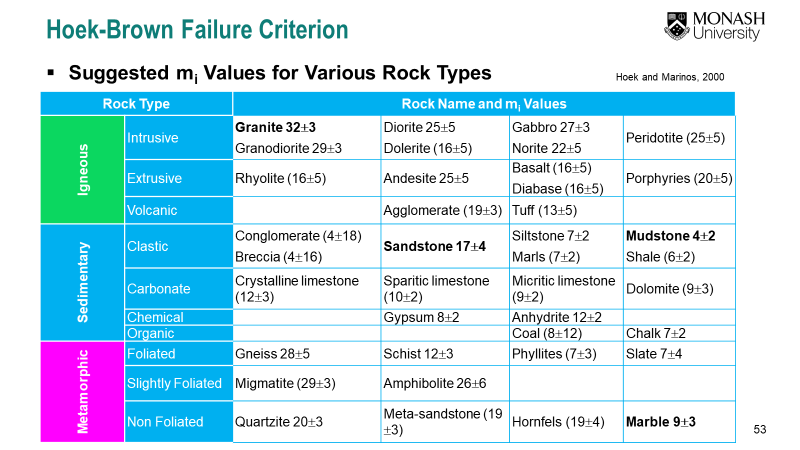 Hoek-Brown Failure Criterion
MONASH
University
▪ Suggested mi Values for Various Rock Types
Hoek and Marinos, 2000
Rock Type
Rock Name and mi Values
Igneous
Intrusive
Granite 32±3
Granodiorite 29±3
Diorite 25±5
Dolerite (16±5)
Gabbro 27±3
Norite 22±5
Peridotite (25±5)
Extrusive
Rhyolite (16±5)
Andesite 25±5
Basalt (16±5)
Diabase (16±5)
Porphyries (20±5)
Volcanic
Agglomerate (19±3)
Tuff (13±5)
Sedimentary
Clastic
Conglomerate (4±18)
Breccia (4±16)
Sandstone 17±4
Siltstone 7±2
Marls (7±2)
Mudstone 4±2
Shale (6±2)
Carbonate
Crystalline limestone
(12±3)
Sparitic limestone
(10±2)
Micritic limestone
(9±2)
Dolomite (9±3)
Chemical
Gypsum 8±2
Anhydrite 12±2
Organic
Coal (8±12)
Chalk 7±2
Metamorphic
Foliated
Gneiss 28±5
Schist 12±3
Phyllites (7±3)
Slate 7±4
Slightly Foliated
Migmatite (29±3)
Amphibolite 26±6
Non Foliated
Quartzite 20±3
Meta-sandstone (19
±3)
Hornfels (19±4)
Marble 9±3
53